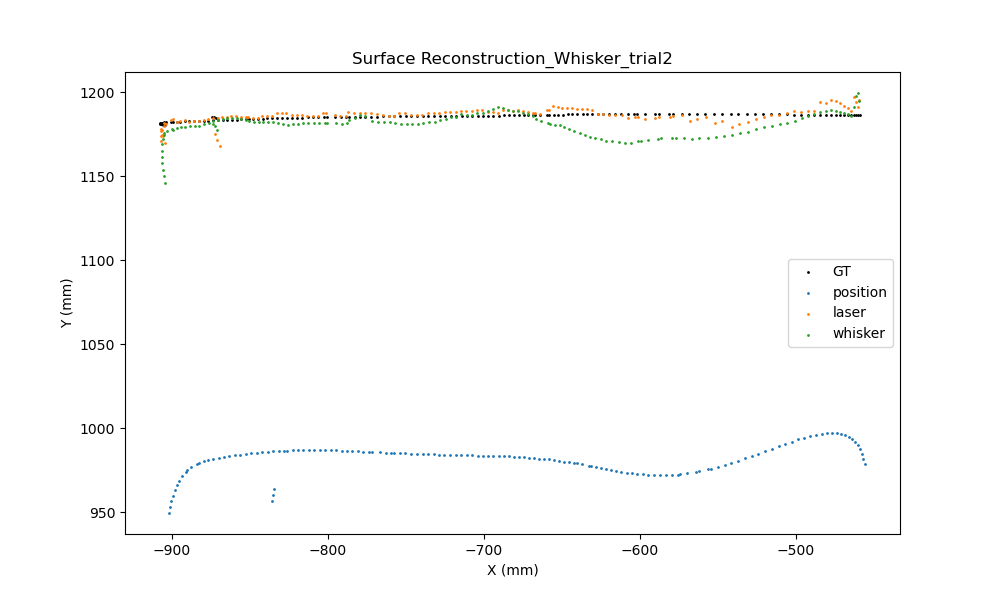 Surface Reconstruction_Whisker_trial2
1200
1150
1100
1050
1000
950
Y (mm)
GT
position
laser
whisker
−900
−800
−700
−600
−500
X (mm)